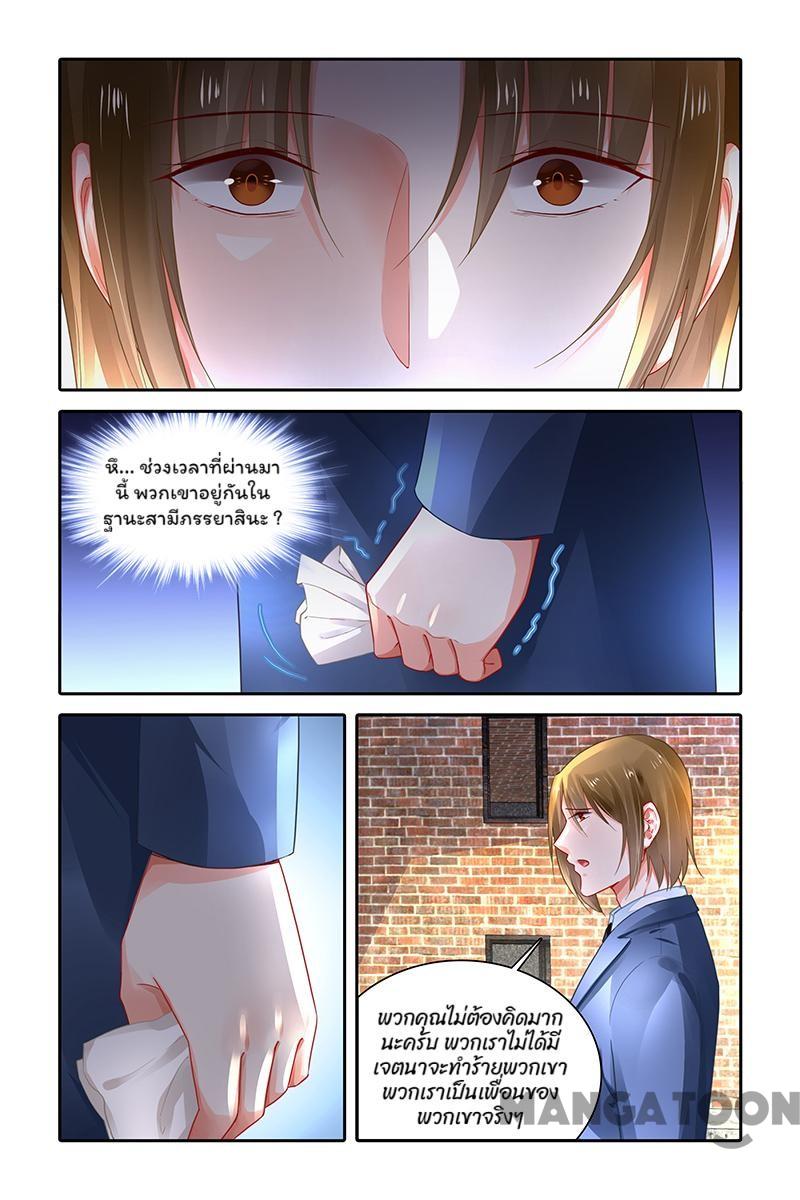 หึ... ช่วงเวลาที่ผ่านมา
นี้ พวกเขาอยู่กันใน
ฐานะสามีภรรยาสินะ ?
พวกคุณไม่ต้องคิดมาก
นะครับ พวกเราไม่ได้มี
เจตนาจะทำร้ายพวกเขา
พวกเราเป็นเพื่อนของ
พวกเขาจริงๆ
MANGATOON